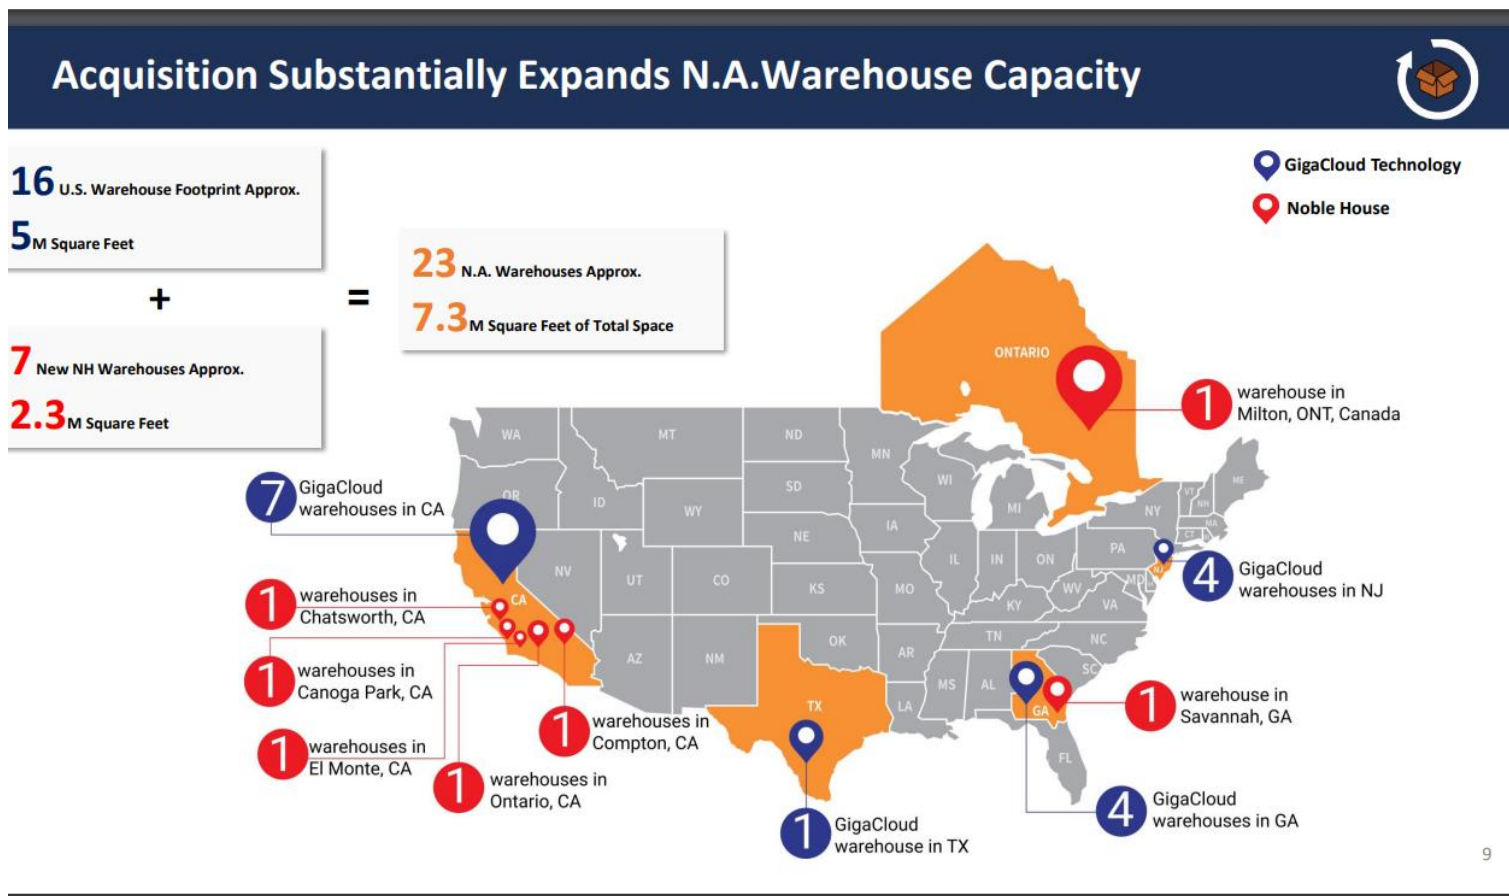 Acquisition Substantially Expands N.A.Warehouse Capacity
16 U.S. Warehouse Footprint Approx.
5M Square Feet
+
7 New NH Warehouses Approx.
2.3M Square Feet
=
23 N.A. Warehouses Approx.
7.3M Square Feet of Total Space
GigaCloud Technology
Noble House
ONTARIO
1 warehouse in
Milton, ONT, Canada
7 GigaCloud
warehouses in CA
1 warehouses in
Chatsworth, CA
1 warehouses in
Canoga Park, CA
1 warehouses in
El Monte, CA
1 warehouses in
Ontario, CA
1 warehouses in
Compton, CA
1 GigaCloud
warehouse in TX
4 GigaCloud
warehouses in GA
1 warehouse in
Savannah, GA
4 GigaCloud
warehouses in NJ
WA
MT
ND
MN
OR
ID
WY
SD
WI
MI
NY
VT
NH
ME
MA
CT
NE
IA
PA
NJ
NV
UT
CO
KS
MO
IL
IN
ON
WV
MD
VA
KY
CA
AZ
NM
OK
AR
TN
NC
SC
MS
AL
GA
LA
TX
FL
9